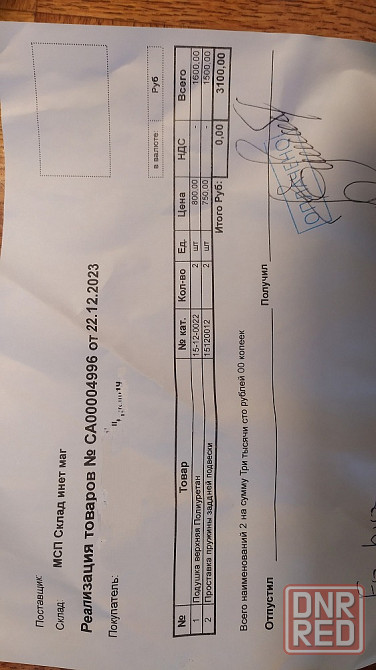 Поставщик:
Склад: МСП Склад инет маг
Реализация товаров № СА00004996 от 22.12.2023
Покупатель:
в валюте: Руб
№ Товар № кат. Кол-во Ед. Цена НДС Всего
1 Подушка верхняя Полиуретан 15-12-0022 2 шт 800.00 - 1600.00
2 Проставка пружины заддней подвески 15120012 2 шт 750.00 - 1500.00
Итого Руб: 0,00 3100.00
Всего наименований 2 на сумму Три тысячи сто рублей 00 копеек
Отпустил Получил
ОПЛАЧЕНО
DNR
RED